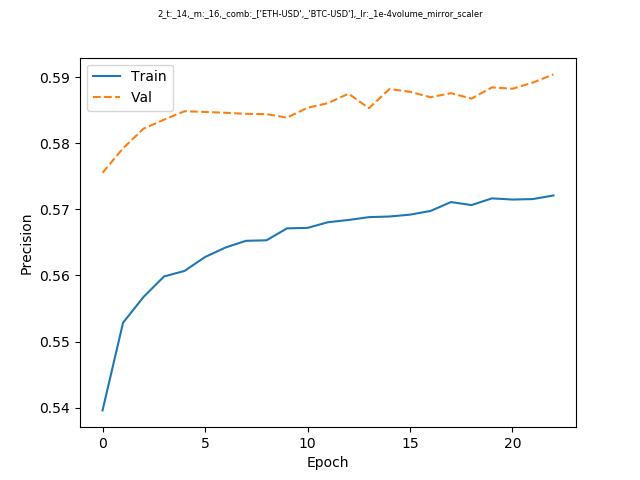 2_t:_14,_m:_16,_comb:_['ETH-USD',_'BTC-USD'],_lr:_1e-4volume_mirror_scaler
Train
Val
0.59
0.58
0.57
0.56
0.55
0.54
Precision
0
5
10
15
20
Epoch